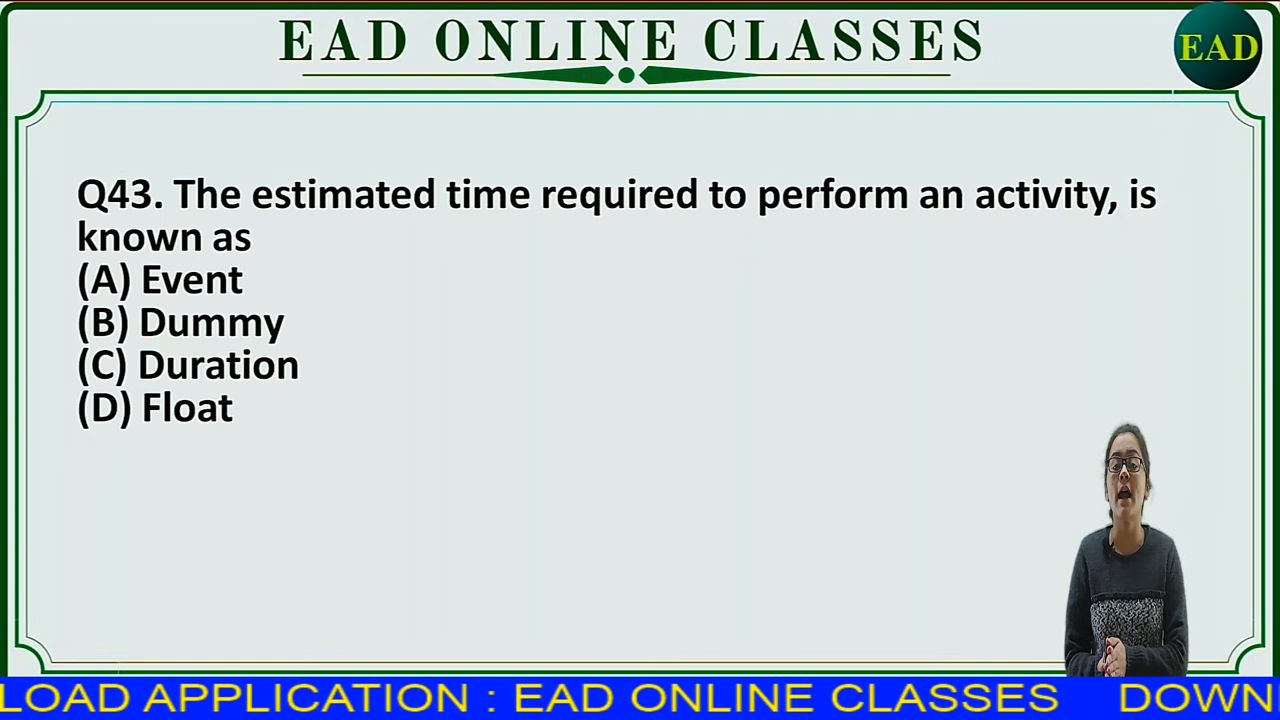 EAD ONLINE CLASSES
EAD
Q43. The estimated time required to perform an activity, is
known as
(A) Event
(B) Dummy
(C) Duration
(D) Float
LOAD APPLICATION : EAD ONLINE CLASSES DOWN